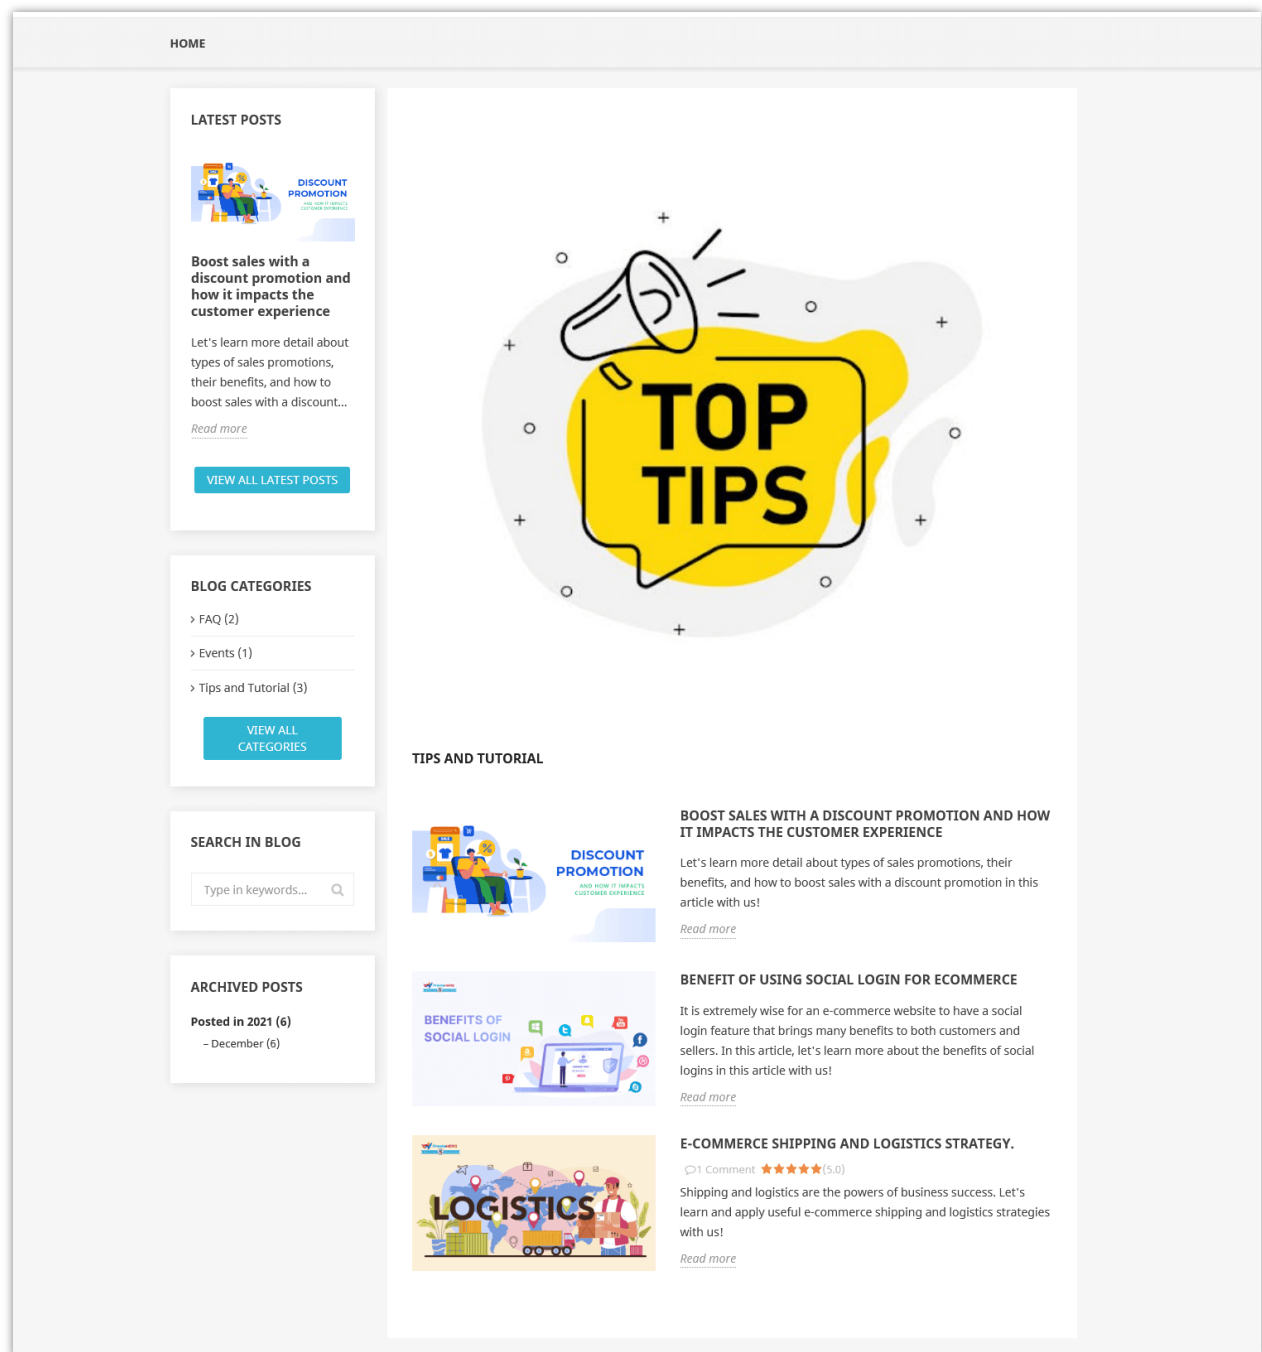 HOME
LATEST POSTS
DISCOUNT
PROMOTION
AND HOW IT IMPACTS
CUSTOMER EXPERIENCE
Boost sales with a
discount promotion and
how it impacts the
customer experience
Let's learn more detail about
types of sales promotions,
their benefits, and how to
boost sales with a discount...
Read more
VIEW ALL LATEST POSTS
BLOG CATEGORIES
FAQ (2)
Events (1)
Tips and Tutorial (3)
VIEW ALL
CATEGORIES
SEARCH IN BLOG
Type in keywords...
ARCHIVED POSTS
Posted in 2021 (6)
– December (6)
TOP
TIPS
TIPS AND TUTORIAL
DISCOUNT
PROMOTION
AND HOW IT IMPACTS
CUSTOMER EXPERIENCE
BOOST SALES WITH A DISCOUNT PROMOTION AND HOW
IT IMPACTS THE CUSTOMER EXPERIENCE
Let's learn more detail about types of sales promotions, their
benefits, and how to boost sales with a discount promotion in this
article with us!
Read more
BENEFITS OF
SOCIAL LOGIN
BENEFIT OF USING SOCIAL LOGIN FOR ECOMMERCE
It is extremely wise for an e-commerce website to have a social
login feature that brings many benefits to both customers and
sellers. In this article, let's learn more about the benefits of social
logins in this article with us!
Read more
LOGISTICS
E-COMMERCE SHIPPING AND LOGISTICS STRATEGY.
1 Comment (5.0)
Shipping and logistics are the powers of business success. Let's
learn and apply useful e-commerce shipping and logistics strategies
with us!
Read more